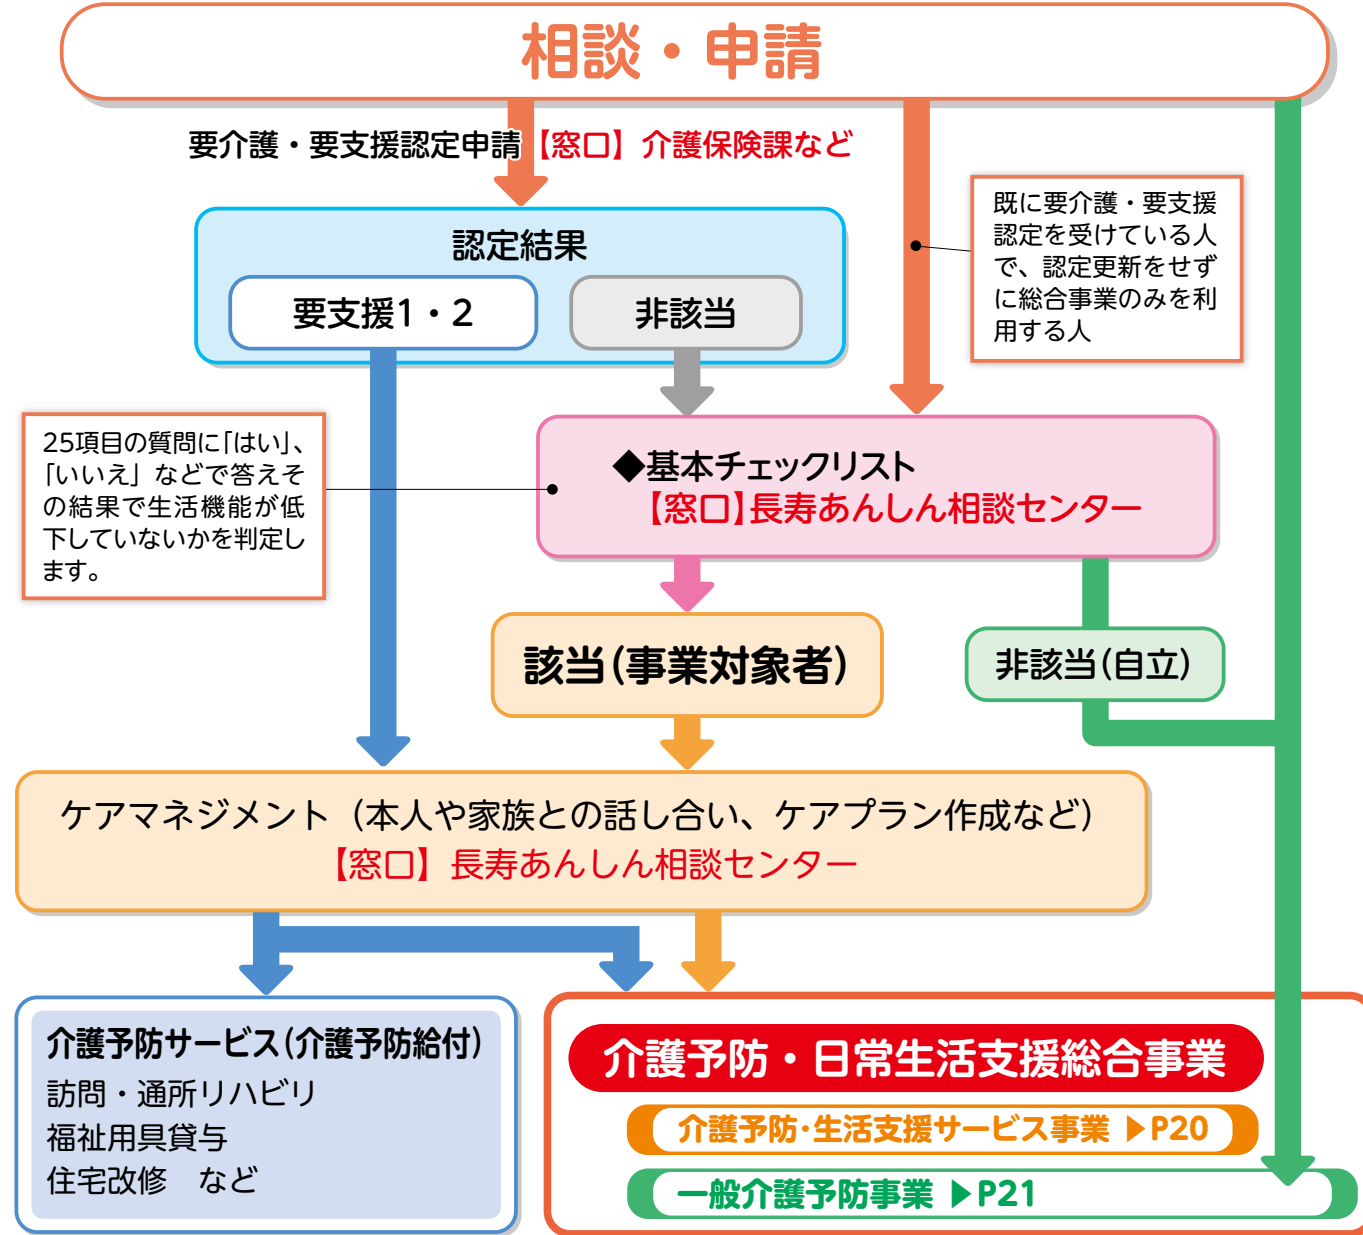 相談・申請
要介護・要支援認定申請【窓口】介護保険課など
既に要介護・要支援
認定を受けている人
で、認定更新をせず
に総合事業のみを利
用する人
認定結果
要支援1・2
非該当
25項目の質問に「はい」、
「いいえ」などで答えそ
の結果で生活機能が低
下していないかを判定し
ます。
◆基本チェックリスト
【窓口】長寿あんしん相談センター
該当(事業対象者)
非該当(自立)
ケアマネジメント（本人や家族との話し合い、ケアプラン作成など）
【窓口】長寿あんしん相談センター
介護予防サービス(介護予防給付)
訪問・通所リハビリ
福祉用具貸与
住宅改修　など
介護予防・日常生活支援総合事業
介護予防・生活支援サービス事業 ▶P20
一般介護予防事業 ▶P21